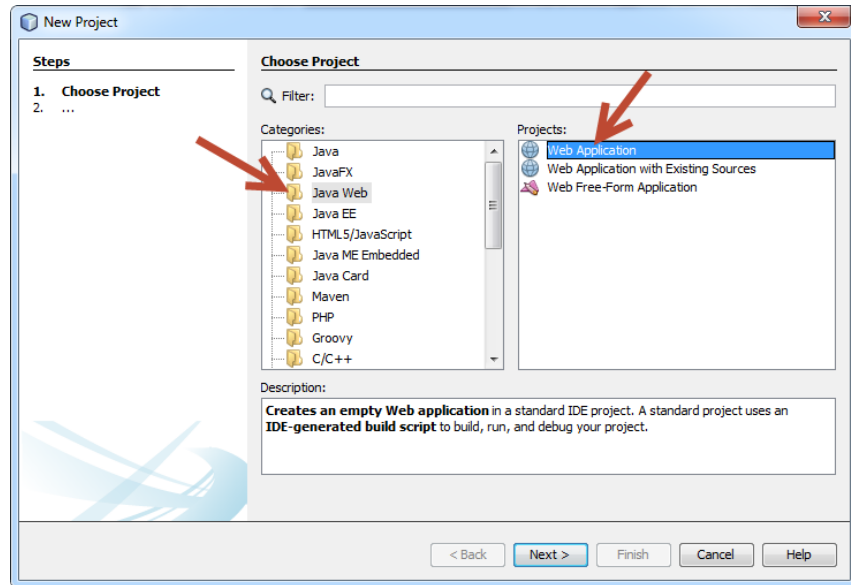 New Project
Steps
1. Choose Project
2. ...
Choose Project
Filter:
Categories:
Java
JavaFX
Java Web
Java EE
HTML5/JavaScript
Java ME Embedded
Java Card
Maven
PHP
Groovy
C/C++
Projects:
Web Application
Web Application with Existing Sources
Web Free-Form Application
Description:
Creates an empty Web application in a standard IDE project. A standard project uses an
IDE-generated build script to build, run, and debug your project.
< Back Next > Finish Cancel Help